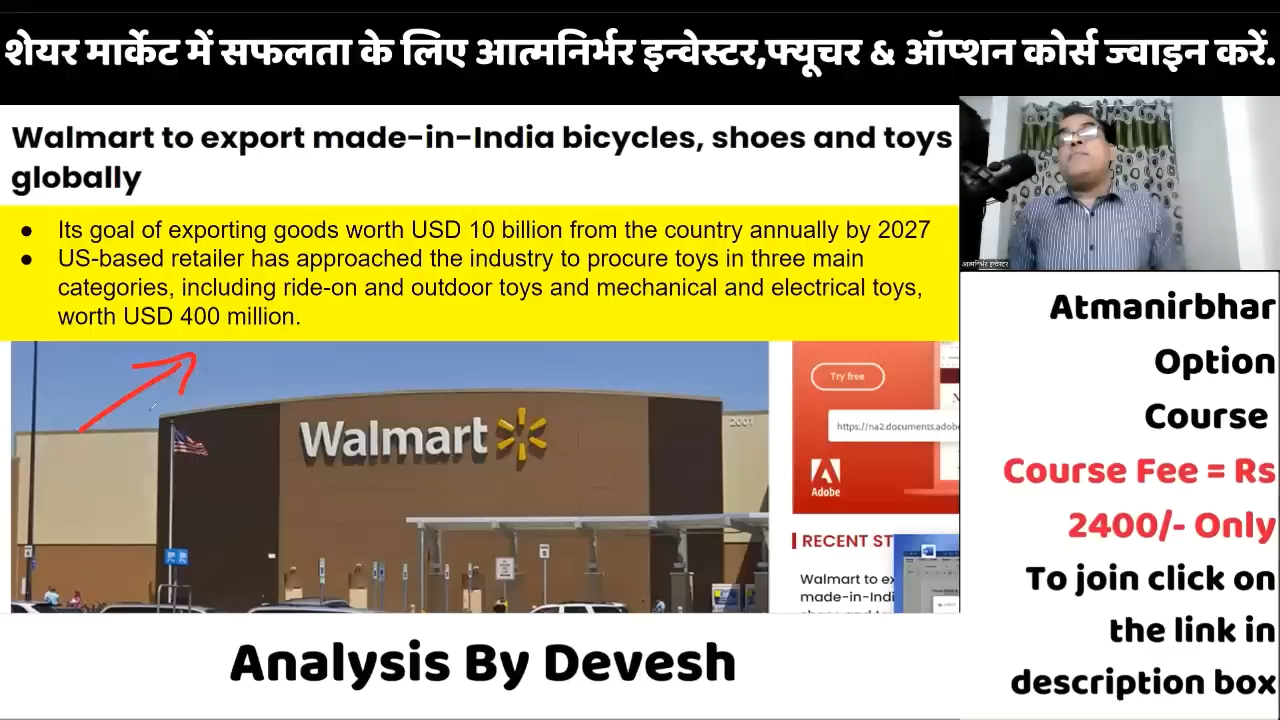 शेयर मार्केट में सफलता के लिए आत्मनिर्भर इन्वेस्टर,फ्यूचर & ऑप्शन कोर्स ज्वाइन करें.
Walmart to export made-in-India bicycles, shoes and toys
globally
● Its goal of exporting goods worth USD 10 billion from the country annually by 2027
● US-based retailer has approached the industry to procure toys in three main
categories, including ride-on and outdoor toys and mechanical and electrical toys,
worth USD 400 million.
Walmart
2001
Try free
https://na2.documents.adobe
Adobe
RECENT ST
Walmart to ex
made-in-Indi
आत्मनिर्भर इन्वेस्टर
Atmanirbhar
Option
Course
Course Fee = Rs
2400/- Only
To join click on
the link in
description box
Analysis By Devesh